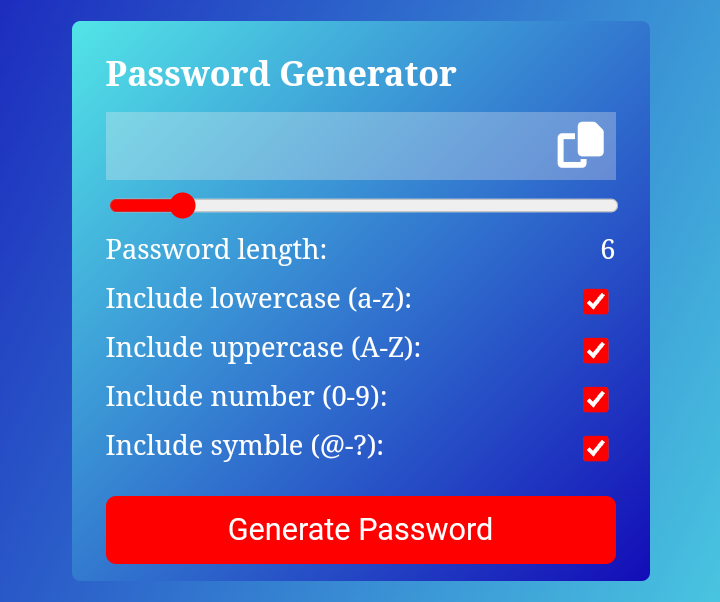 Password Generator
Password length: 6
Include lowercase (a-z):
Include uppercase (A-Z):
Include number (0-9):
Include symble (@-?):
Generate Password